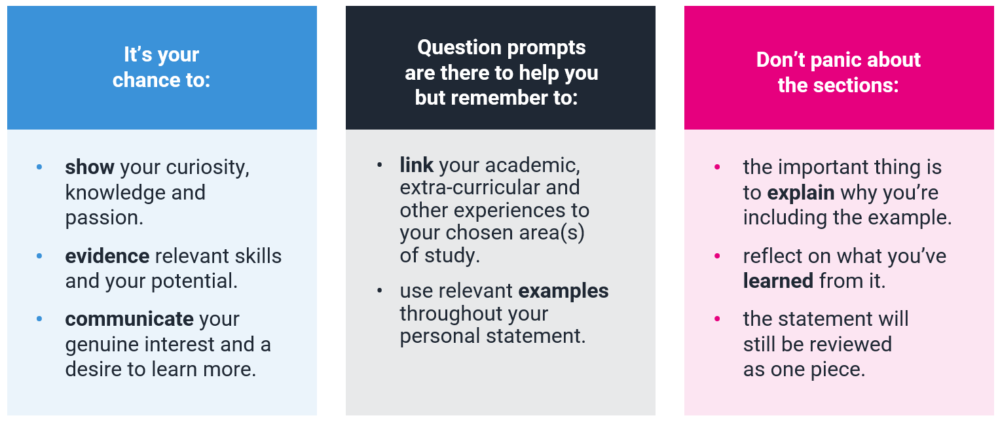 It’s your
chance to:
• show your curiosity,
knowledge and
passion.
• evidence relevant skills
and your potential.
• communicate your
genuine interest and a
desire to learn more.
Question prompts
are there to help you
but remember to:
• link your academic,
extra-curricular and
other experiences to
your chosen area(s)
of study.
• use relevant examples
throughout your
personal statement.
Don’t panic about
the sections:
• the important thing is
to explain why you’re
including the example.
• reflect on what you’ve
learned from it.
• the statement will
still be reviewed
as one piece.